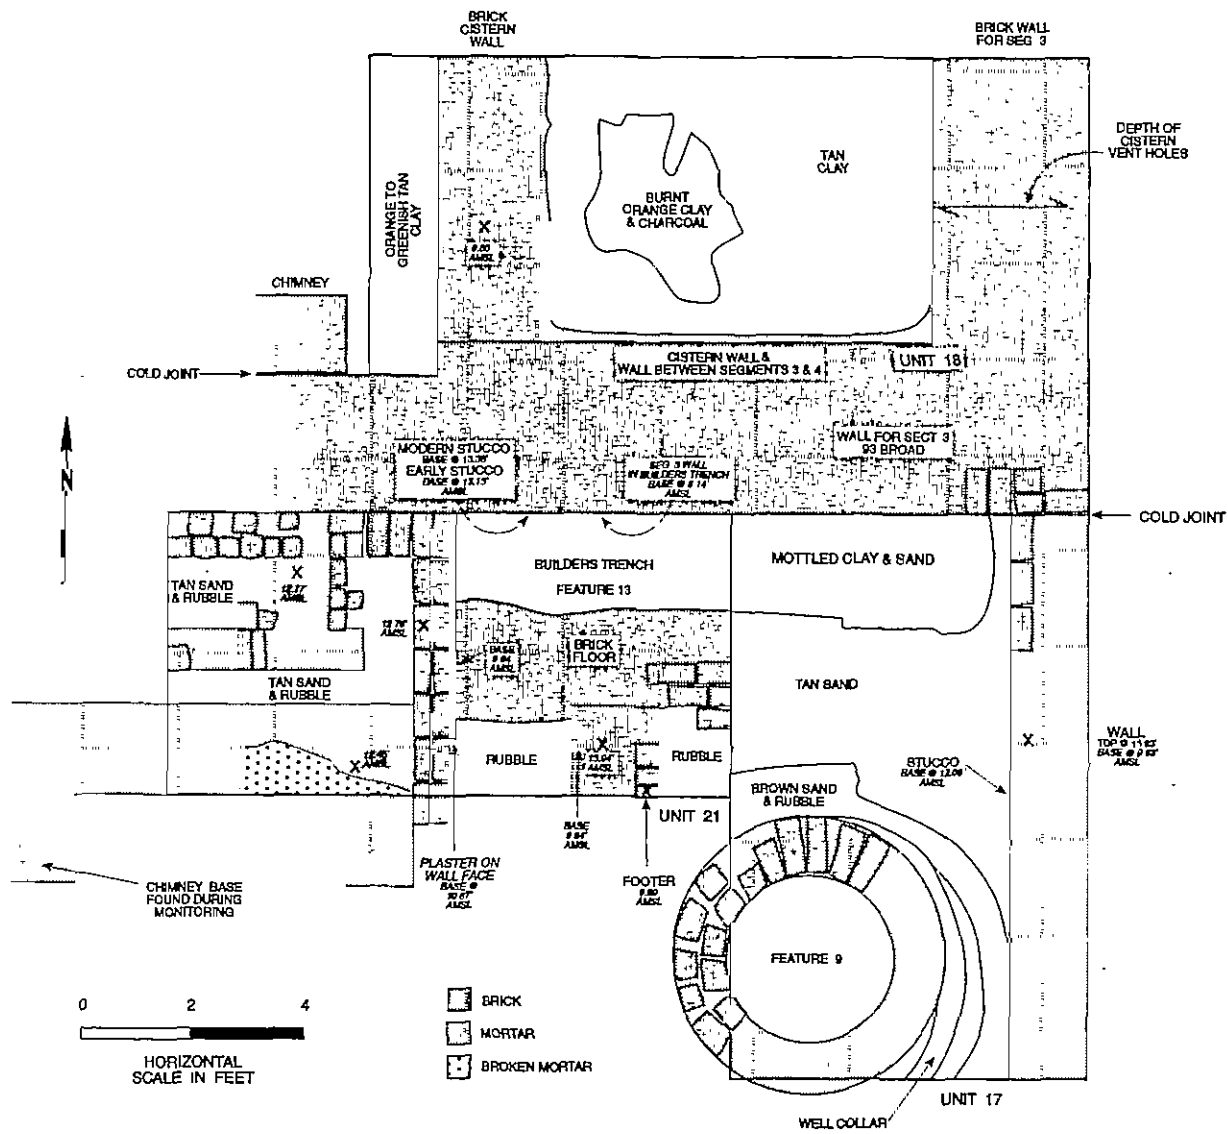 BRICK
CISTERN
WALL
BRICK WALL
FOR SEG 3
DEPTH OF
CISTERN
VENT HOLES
ORANGE TO
GREENISH TAN
CLAY
TAN
CLAY
BURNT
ORANGE CLAY
& CHARCOAL
X
AMSL
CHIMNEY
COLD JOINT
CISTERN WALL &
WALL BETWEEN SEGMENTS 3 & 4
UNIT 18
WALL FOR SECT 3
93 BROAD
N
MODERN STUCCO
EARLY STUCCO
AMSL
SEG 3 WALL
IN BUILDERS TRENCH
BASE @ 9.14'
AMSL
COLD JOINT
BUILDERS TRENCH
FEATURE 13
MOTTLED CLAY & SAND
TAN SAND
& RUBBLE
X
AMSL
AMSL
X
X
BASE
AMSL
BRICK
FLOOR
TAN SAND
& RUBBLE
TAN SAND
RUBBLE
X
AMSL
RUBBLE
X
AMSL
X
X
WALL
AMSL
STUCCO
AMSL
BROWN SAND
& RUBBLE
UNIT 21
BASE
AMSL
PLASTER ON
WALL FACE
BASE @
AMSL
FOOTER
AMSL
CHIMNEY BASE
FOUND DURING
MONITORING
FEATURE 9
0 2 4
HORIZONTAL
SCALE IN FEET
BRICK
MORTAR
BROKEN MORTAR
UNIT 17
WELL COLLAR